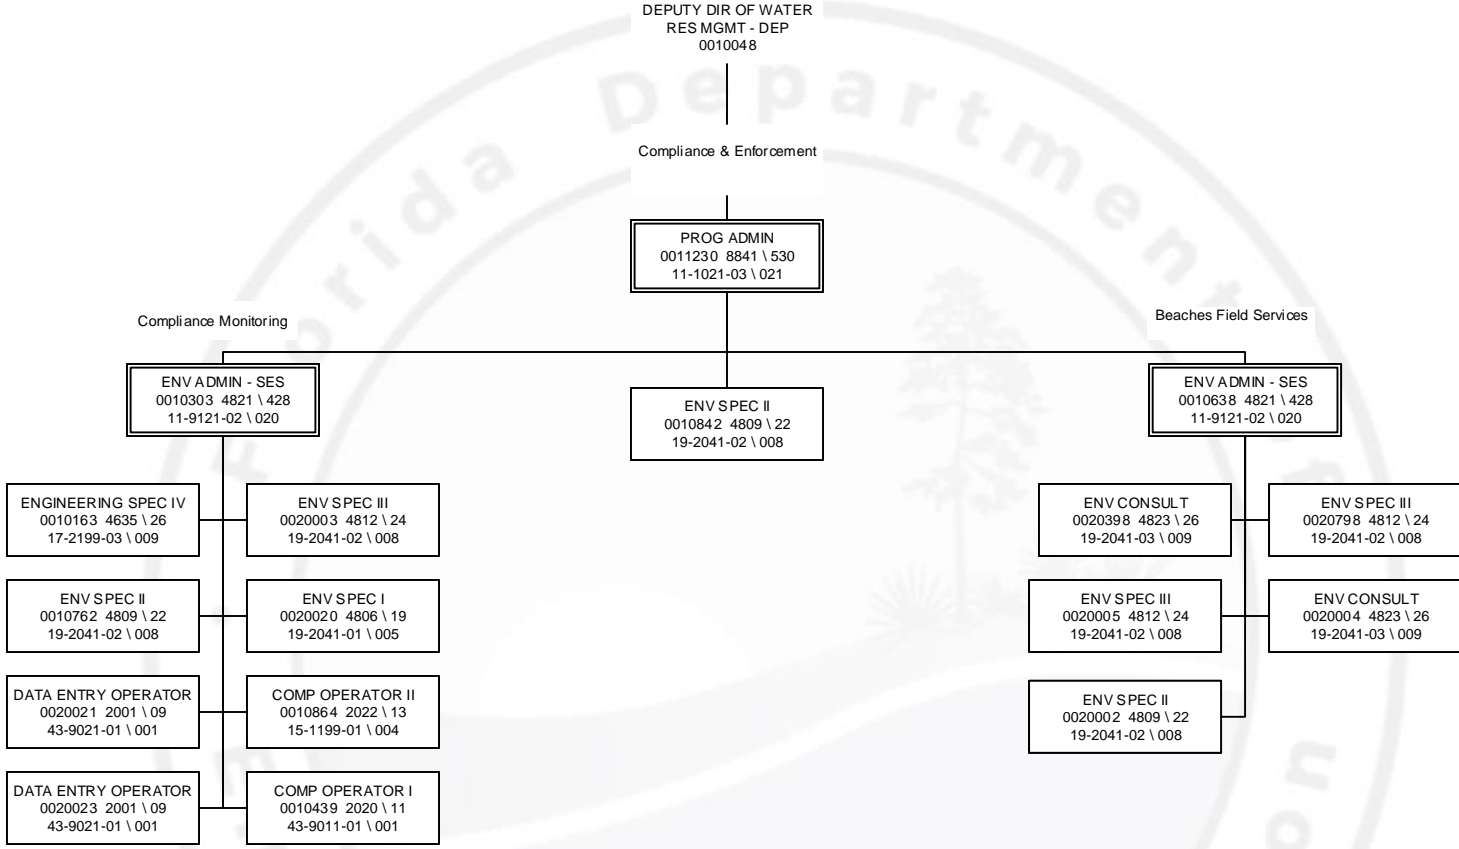 DEPUTY DIR OF WATER
RES MGMT - DEP
0010048
Compliance & Enforcement
PROG ADMIN
0011230 8841 \ 530
11-1021-03 \ 021
Compliance Monitoring
Beaches Field Services
ENV ADMIN - SES
0010303 4821 \ 428
11-9121-02 \ 020
ENV SPEC II
0010842 4809 \ 22
19-2041-02 \ 008
ENV ADMIN - SES
0010638 4821 \ 428
11-9121-02 \ 020
ENGINEERING SPEC IV
0010163 4635 \ 26
17-2199-03 \ 009
ENV SPEC III
0020003 4812 \ 24
19-2041-02 \ 008
ENV CONSULT
0020398 4823 \ 26
19-2041-03 \ 009
ENV SPEC III
0020798 4812 \ 24
19-2041-02 \ 008
ENV SPEC II
0010762 4809 \ 22
19-2041-02 \ 008
ENV SPEC I
0020020 4806 \ 19
19-2041-01 \ 005
ENV SPEC III
0020005 4812 \ 24
19-2041-02 \ 008
ENV CONSULT
0020004 4823 \ 26
19-2041-03 \ 009
DATA ENTRY OPERATOR
0020021 2001 \ 09
43-9021-01 \ 001
COMP OPERATOR II
0010864 2022 \ 13
15-1199-01 \ 004
ENV SPEC II
0020002 4809 \ 22
19-2041-02 \ 008
DATA ENTRY OPERATOR
0020023 2001 \ 09
43-9021-01 \ 001
COMP OPERATOR I
0010439 2020 \ 11
43-9011-01 \ 001
Florida Department of